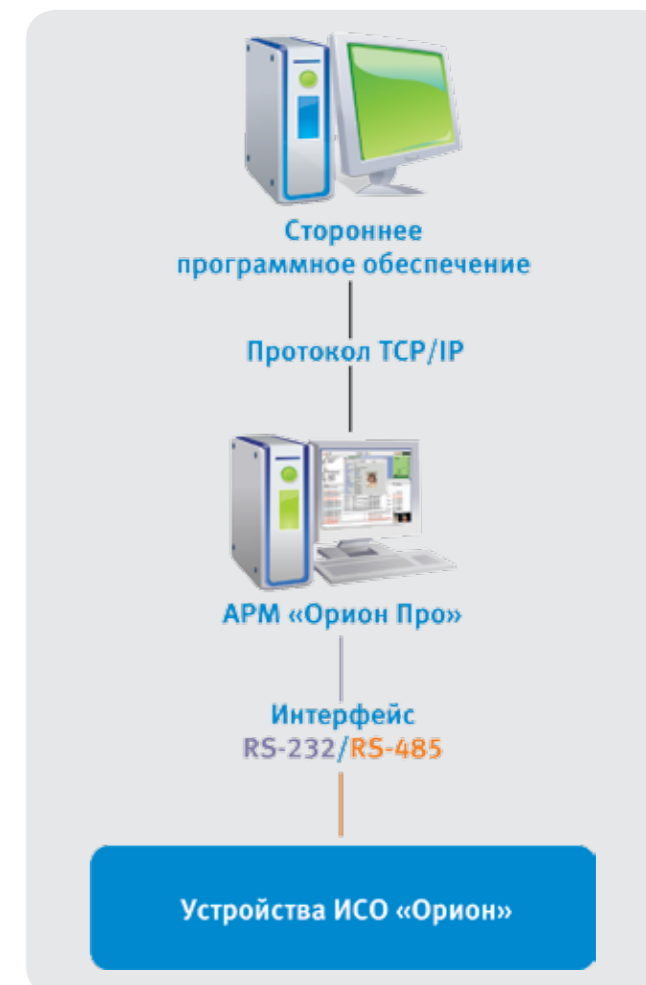 Стороннее
программное обеспечение
Протокол TCP/IP
АРМ «Орион Про»
Интерфейс
RS-232/RS-485
Устройства ИСО «Орион»